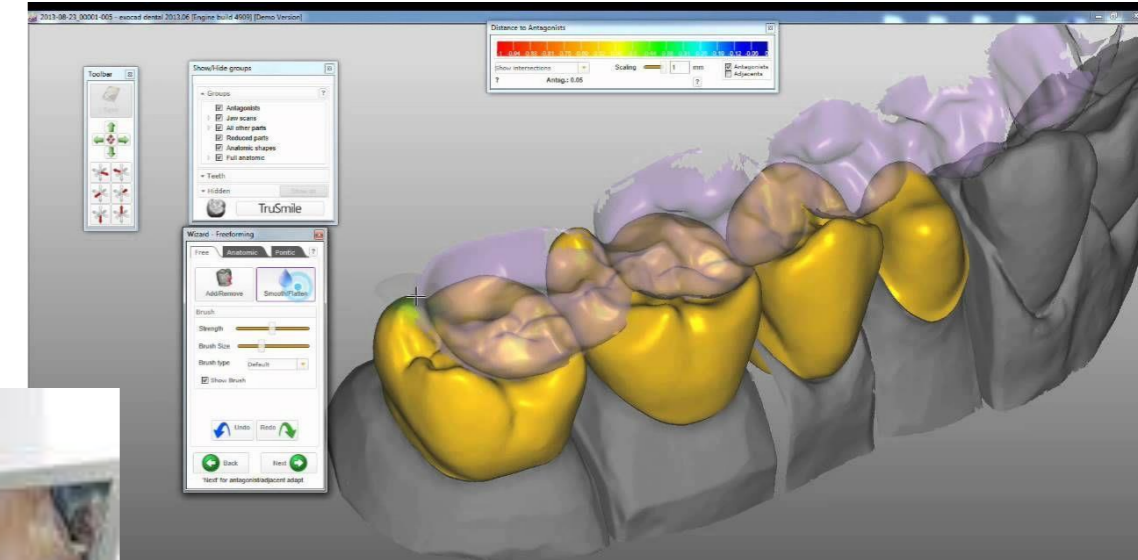 2013-08-23_00001-005 - exocad dental 2013.06 [Engine build 4909] [Demo Version]
Toolbar
Show/Hide groups
Groups
?
Antagonists
Jaw scans
All other parts
Reduced parts
Anatomic shapes
Full anatomic
Teeth
Hidden
Show all
TruSmile
Wizard - Freeforming
Free
Anatomic
Pontic
?
Add/Remove
Smooth/Flatten
Brush
Strength
Brush Size
Brush type
Default
Show Brush
Undo
Redo
Back
Next
'Next' for antagonist/adjacent adapt.
Distance to Antagonists
Show intersections
Scaling
1
mm
Antagonists
Adjacents
?
Antag.: 0.05
?